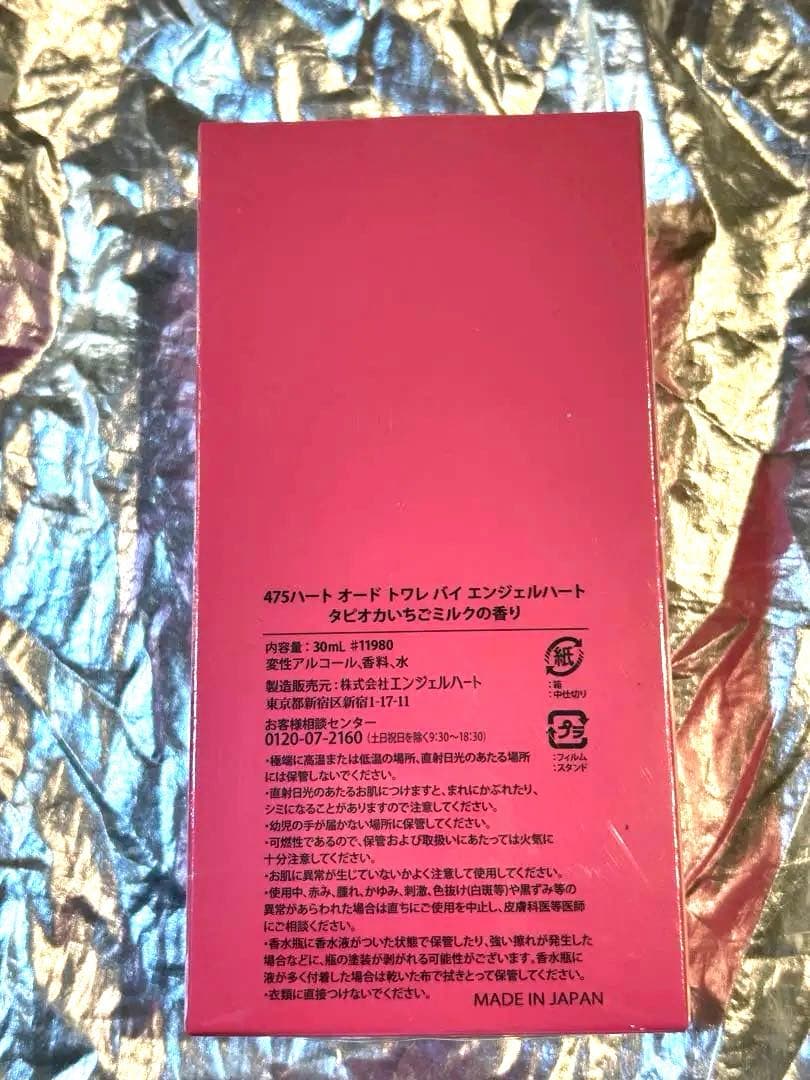 475ハート オード トワレ バイ エンジェルハート
タピオカいちごミルクの香り
内容量：30mL #11980
変性アルコール、香料、水
製造販売元：株式会社エンジェルハート
東京都新宿区新宿1-17-11
お客様相談センター
0120-07-2160（土日祝日を除く9:30～18:30）
紙
：箱
：中仕切り
プラ
：フィルム
：スタンド
・極端に高温または低温の場所、直射日光のあたる場所
には保管しないでください。
・直射日光のあたるお肌につけますと、まれにかぶれたり、
シミになることがありますので注意してください。
・幼児の手が届かない場所に保管してください。
・可燃性であるので、保管および取扱いにあたっては火気に
十分注意してください。
・お肌に異常が生じていないかよく注意して使用してください。
・使用中、赤み、腫れ、かゆみ、刺激、色抜け(白斑等)や黒ずみ等の
異常があらわれた場合は直ちにご使用を中止し、皮膚科医等医師
にご相談ください。
・香水瓶に香水液がついた状態で保管したり、強い擦れが発生した
場合などに、瓶の塗装が剥がれる可能性がございます。香水瓶に
液が多く付着した場合は乾いた布で拭きとって保管してください。
・衣類に直接つけないでください。
MADE IN JAPAN